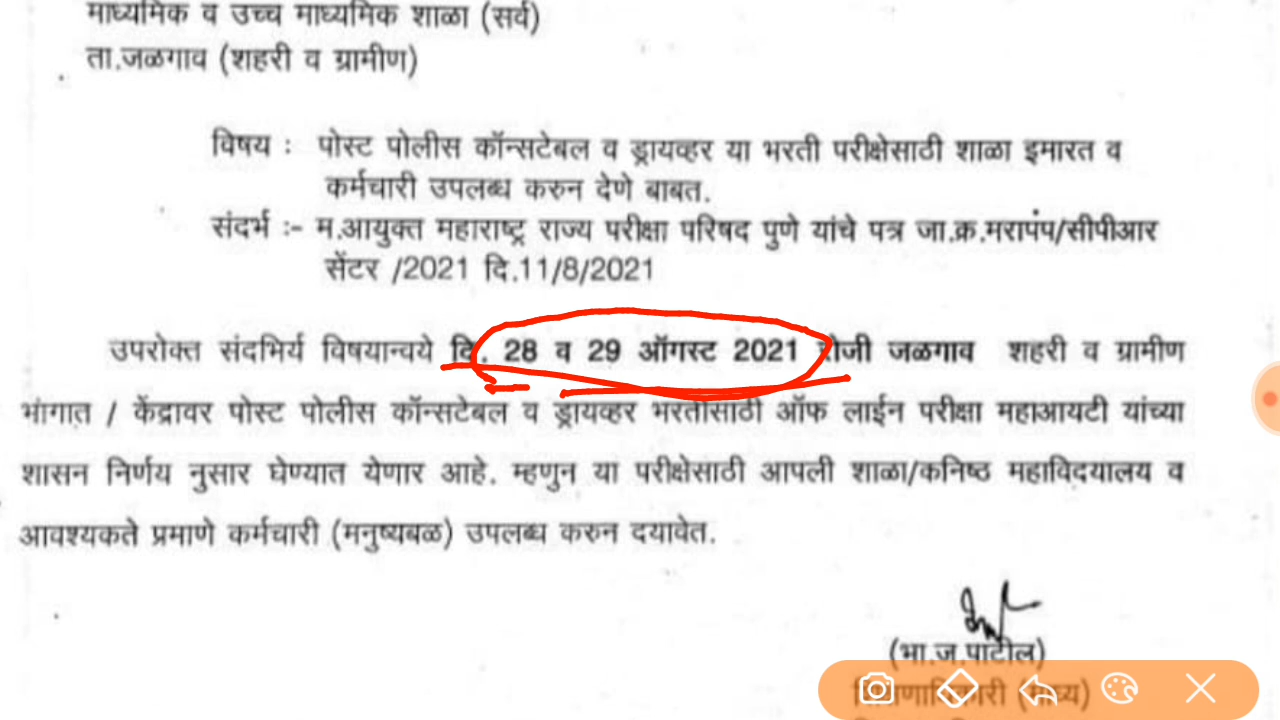 माध्यमिक व उच्च माध्यमिक शाळा (सर्व)
ता.जळगाव (शहरी व ग्रामीण)
विषय : पोस्ट पोलीस कॉन्सटेबल व ड्रायव्हर या भरती परीक्षेसाठी शाळा इमारत व
कर्मचारी उपलब्ध करुन देणे बाबत.
संदर्भ :- म.आयुक्त महाराष्ट्र राज्य परीक्षा परिषद पुणे यांचे पत्र जा.क्र.मरापंप/सीपीआर
सेंटर /2021 दि.11/8/2021
उपरोक्त संदभिर्य विषयान्वये दि. 28 व 29 ऑगस्ट 2021 रोजी जळगाव शहरी व ग्रामीण
भागात / केंद्रावर पोस्ट पोलीस कॉन्सटेबल व ड्रायव्हर भरतीसाठी ऑफ लाईन परीक्षा महाआयटी यांच्या
शासन निर्णय नुसार घेण्यात येणार आहे. म्हणुन या परीक्षेसाठी आपली शाळा/कनिष्ठ महाविदयालय व
आवश्यकते प्रमाणे कर्मचारी (मनुष्यबळ) उपलब्ध करुन दयावेत.
(भा.ज.पाटील)